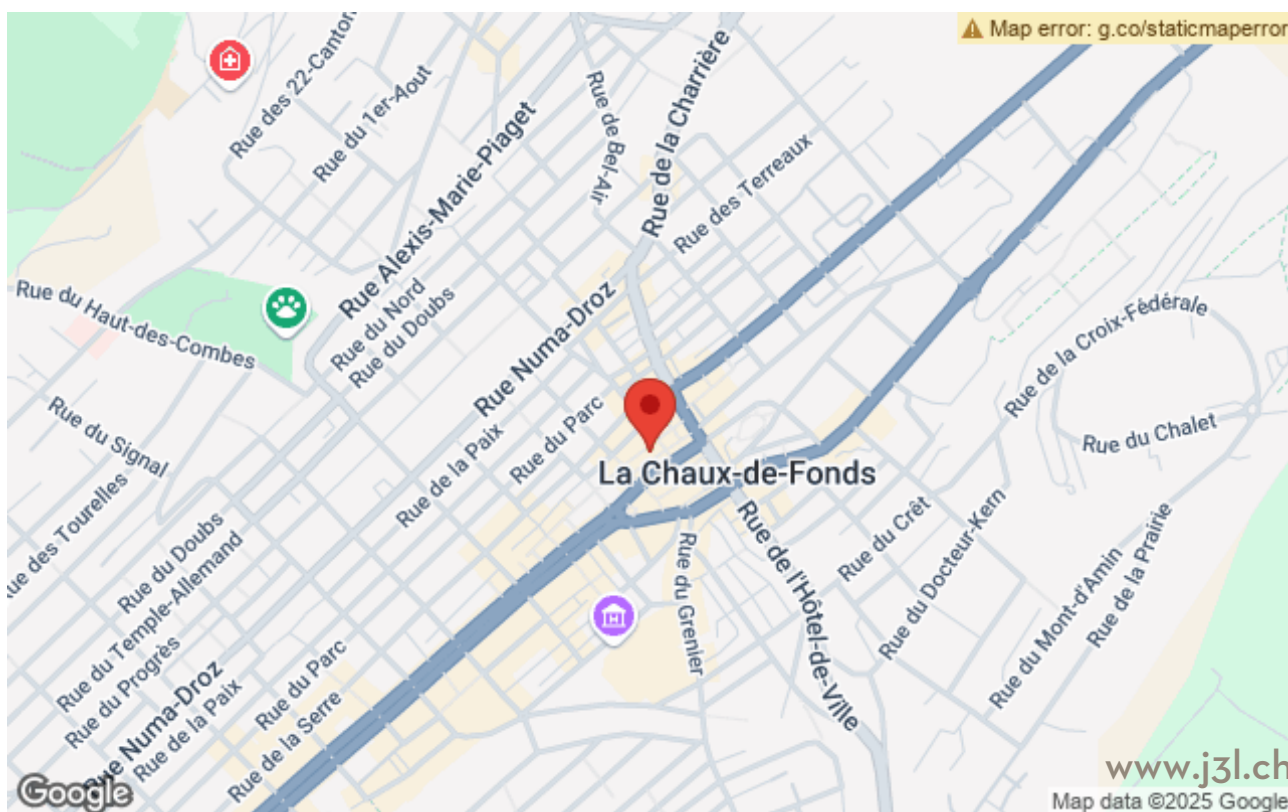 Map error: g.co/staticmaperror
Rue des 22-Canton
Rue du 1er-Aout
Rue Alexis-Marie-Piaget
Rue de Bel-Air
Rue de la Charrière
Rue des Terreaux
Rue du Haut-des-Combes
Rue du Nord
Rue du Doubs
Rue Numa-Droz
Rue de la Croix-Fédérale
Rue du Parc
Rue de la Paix
Rue du Signal
Rue du Chalet
La Chaux-de-Fonds
Rue des Tourelles
Rue du Doubs
Rue du Temple-Allemand
Rue du Progrès
Rue Numa-Droz
Rue de la Paix
Rue du Parc
Rue de la Serre
Rue du Grenier
Rue de l'Hôtel-de-Ville
Rue du Crêt
Rue du Docteur-Kern
Rue du Mont-d'Amin
Rue de la Prairie
www.j3l.ch
Google
Map data ©2025 Google